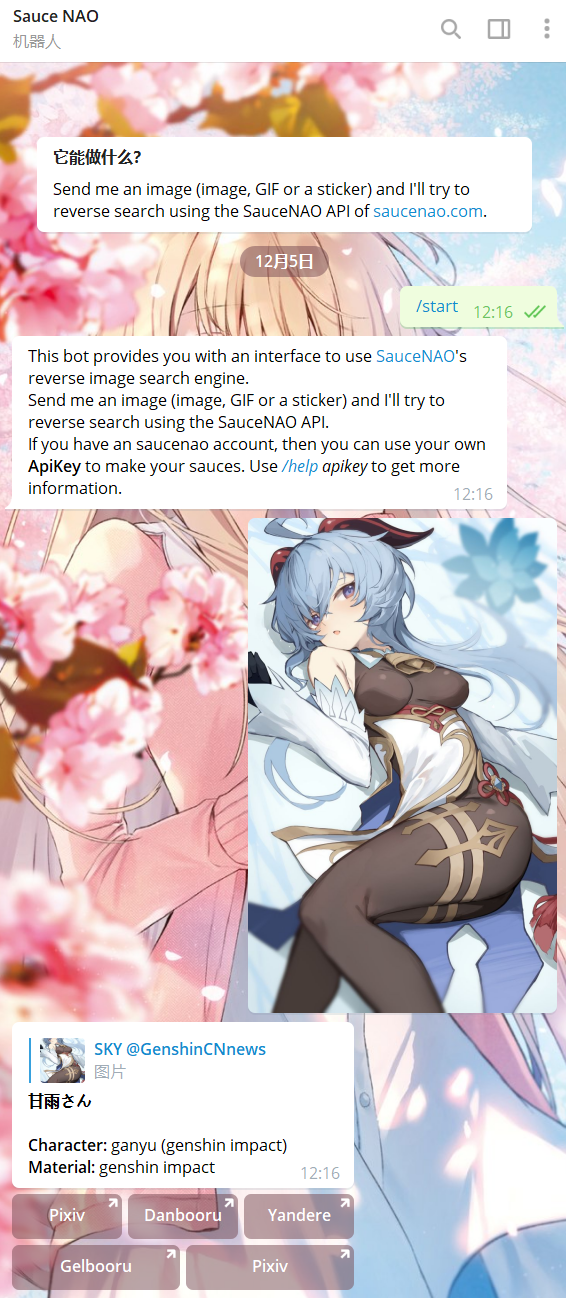 Sauce NAO
机器人
它能做什么?
Send me an image (image, GIF or a sticker) and I'll try to
reverse search using the SauceNAO API of saucenao.com.
12月5日
/start 12:16
This bot provides you with an interface to use SauceNAO's
reverse image search engine.
Send me an image (image, GIF or a sticker) and I'll try to
reverse search using the SauceNAO API.
If you have an saucenao account, then you can use your own
ApiKey to make your sauces. Use /help apikey to get more
information.
12:16
SKY @GenshinCNnews
图片
甘雨さん
Character: ganyu (genshin impact)
Material: genshin impact
12:16
Pixiv Danbooru Yandere
Gelbooru Pixiv